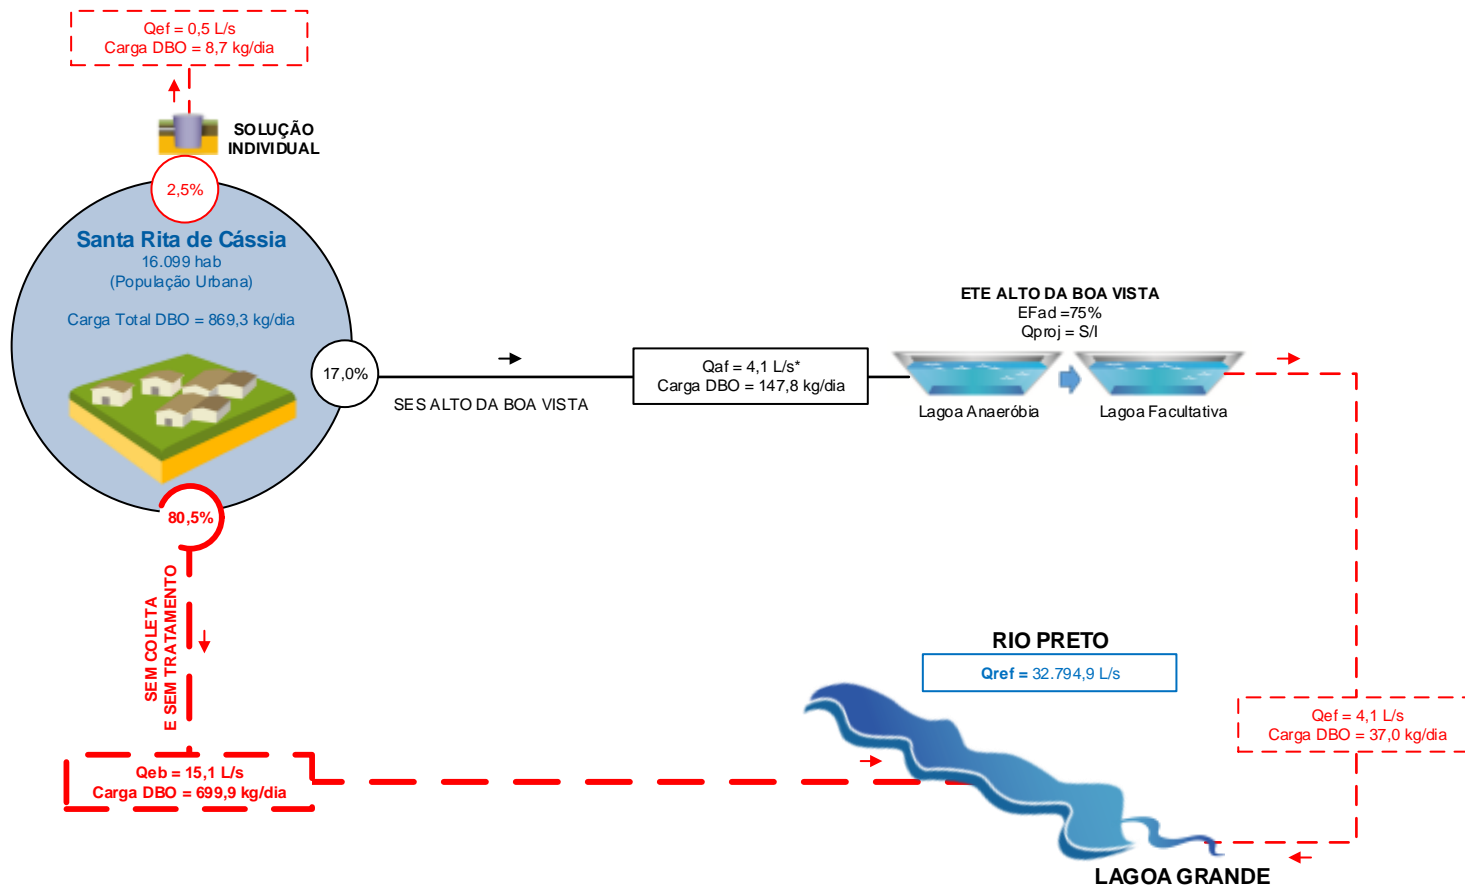 Qef = 0,5 L/s
Carga DBO = 8,7 kg/dia
SOLUÇÃO
INDIVIDUAL
2,5%
Santa Rita de Cássia
16.099 hab
(População Urbana)
Carga Total DBO = 869,3 kg/dia
17,0%
SES ALTO DA BOA VISTA
Qaf = 4,1 L/s*
Carga DBO = 147,8 kg/dia
ETE ALTO DA BOA VISTA
EFad =75%
Qproj = S/I
Lagoa Anaeróbia
Lagoa Facultativa
80,5%
SEM COLETA
E SEM TRATAMENTO
Qeb = 15,1 L/s
Carga DBO = 699,9 kg/dia
RIO PRETO
Qref = 32.794,9 L/s
Qef = 4,1 L/s
Carga DBO = 37,0 kg/dia
LAGOA GRANDE